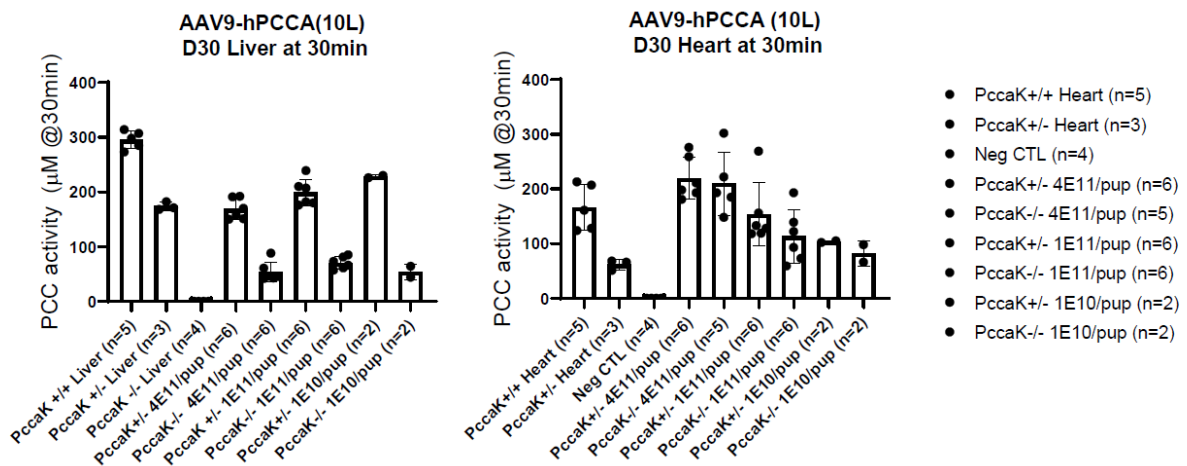 AAV9-hPCCA(10L)
D30 Liver at 30min
PCC activity (µM @30min)
400
300
200
100
0
PccaK +/+ Liver (n=5)
PccaK +/- Liver (n=3)
PccaK -/- Liver (n=4)
PccaK+/- 4E11/pup (n=6)
PccaK-/- 4E11/pup (n=6)
PccaK +/- 1E11/pup (n=6)
PccaK-/- 1E11/pup (n=6)
PccaK+/- 1E10/pup (n=2)
PccaK-/- 1E10/pup (n=2)
AAV9-hPCCA (10L)
D30 Heart at 30min
PCC activity (µM @30min)
400
300
200
100
0
PccaK+/+ Heart (n=5)
PccaK+/- Heart (n=3)
Neg CTL (n=4)
PccaK+/- 4E11/pup (n=6)
PccaK-/- 4E11/pup (n=5)
PccaK+/- 1E11/pup (n=6)
PccaK-/- 1E11/pup (n=6)
PccaK+/- 1E10/pup (n=2)
PccaK-/- 1E10/pup (n=2)
PccaK+/+ Heart (n=5)
PccaK+/- Heart (n=3)
Neg CTL (n=4)
PccaK+/- 4E11/pup (n=6)
PccaK-/- 4E11/pup (n=5)
PccaK+/- 1E11/pup (n=6)
PccaK-/- 1E11/pup (n=6)
PccaK+/- 1E10/pup (n=2)
PccaK-/- 1E10/pup (n=2)